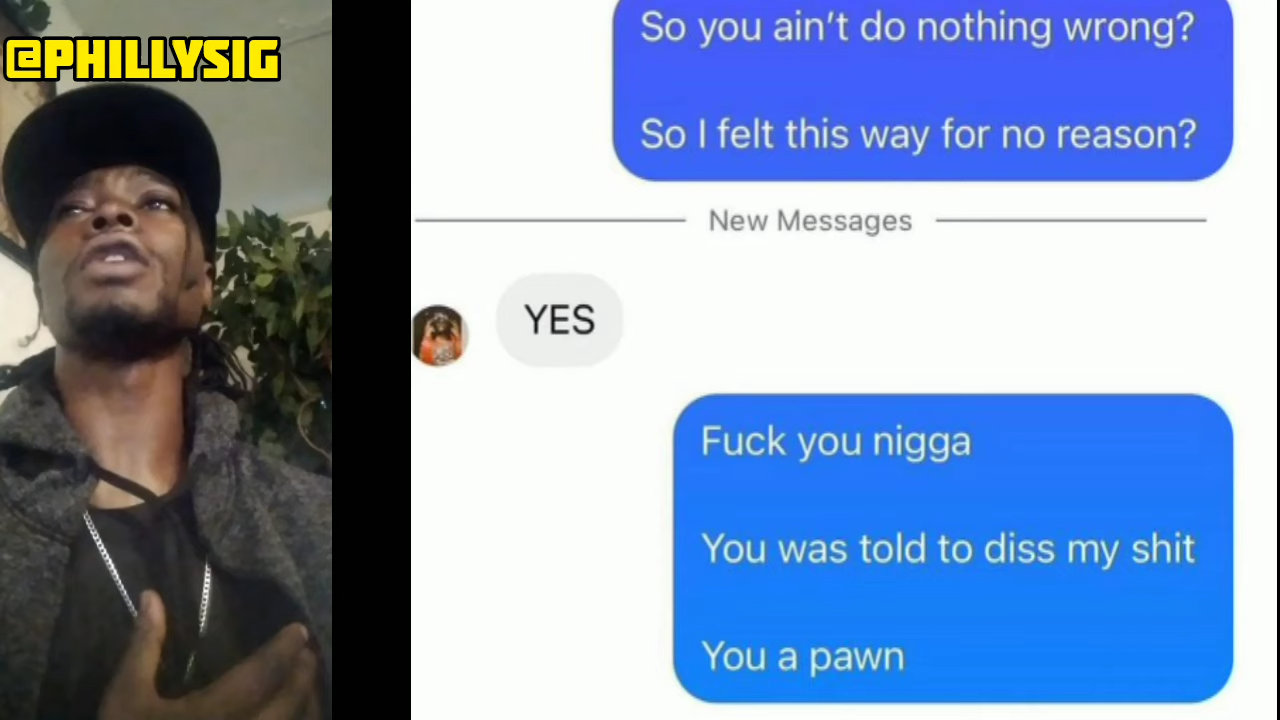 @PHILLYSIG
So you ain't do nothing wrong?
So I felt this way for no reason?
New Messages
YES
Fuck you nigga
You was told to diss my shit
You a pawn